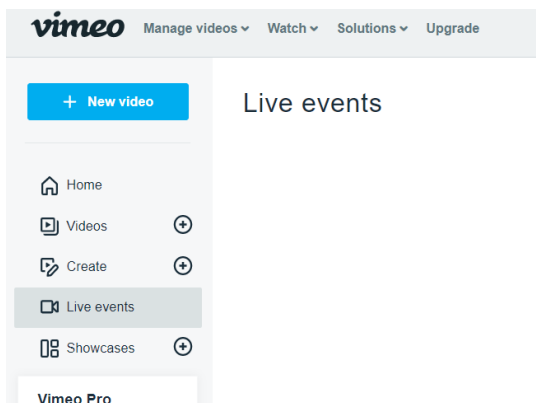 vimeo Manage videos Watch Solutions Upgrade
+ New video
Live events
Home
Videos
Create
Live events
Showcases
Vimeo Pro